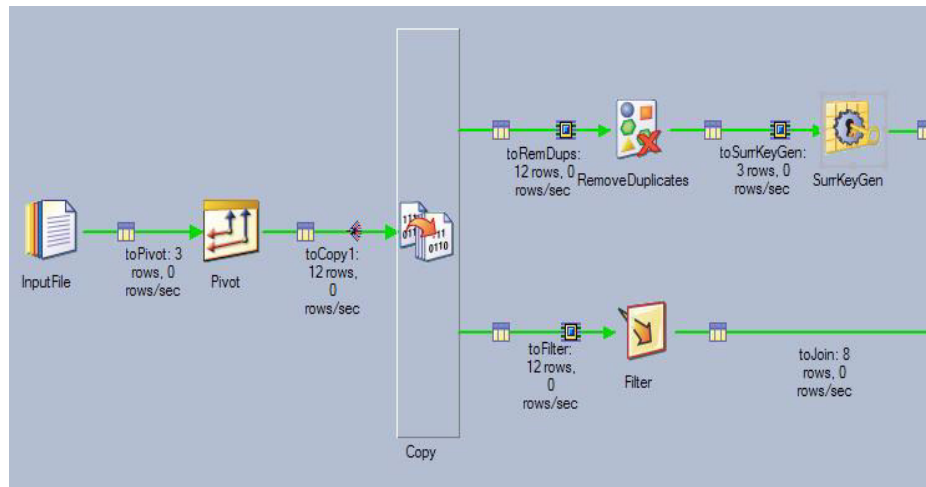 InputFile
toPivot: 3
rows, 0
rows/sec
Pivot
toCopy1:
12 rows,
0
rows/sec
Copy
toRemDups:
12 rows, 0
rows/sec
RemoveDuplicates
toSurrKeyGen:
3 rows, 0
rows/sec
SurrKeyGen
toFilter:
12 rows,
0
rows/sec
Filter
toJoin: 8
rows, 0
rows/sec